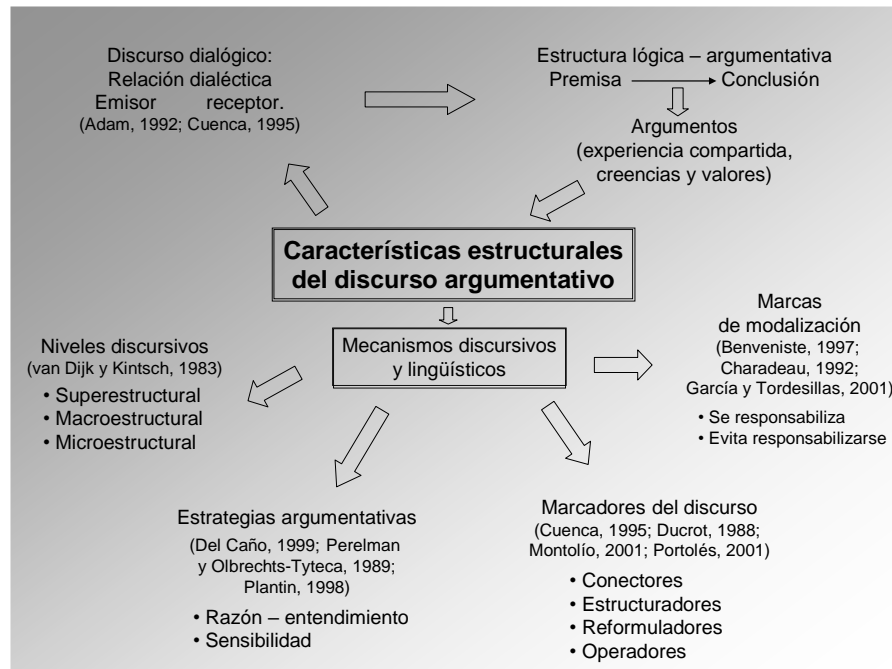 Discurso dialógico:
Relación dialéctica
Emisor receptor.
(Adam, 1992; Cuenca, 1995)
Estructura lógica – argumentativa
Premisa Conclusión
Argumentos
(experiencia compartida,
creencias y valores)
Características estructurales
del discurso argumentativo
Mecanismos discursivos
y lingüísticos
Niveles discursivos
(van Dijk y Kintsch, 1983)
• Superestructural
• Macroestructural
• Microestructural
Marcas
de modalización
(Benveniste, 1997;
Charadeau, 1992;
García y Tordesillas, 2001)
• Se responsabiliza
• Evita responsabilizarse
Estrategias argumentativas
(Del Caño, 1999; Perelman
y Olbrechts-Tyteca, 1989;
Plantin, 1998)
• Razón – entendimiento
• Sensibilidad
Marcadores del discurso
(Cuenca, 1995; Ducrot, 1988;
Montolío, 2001; Portolés, 2001)
• Conectores
• Estructuradores
• Reformuladores
• Operadores